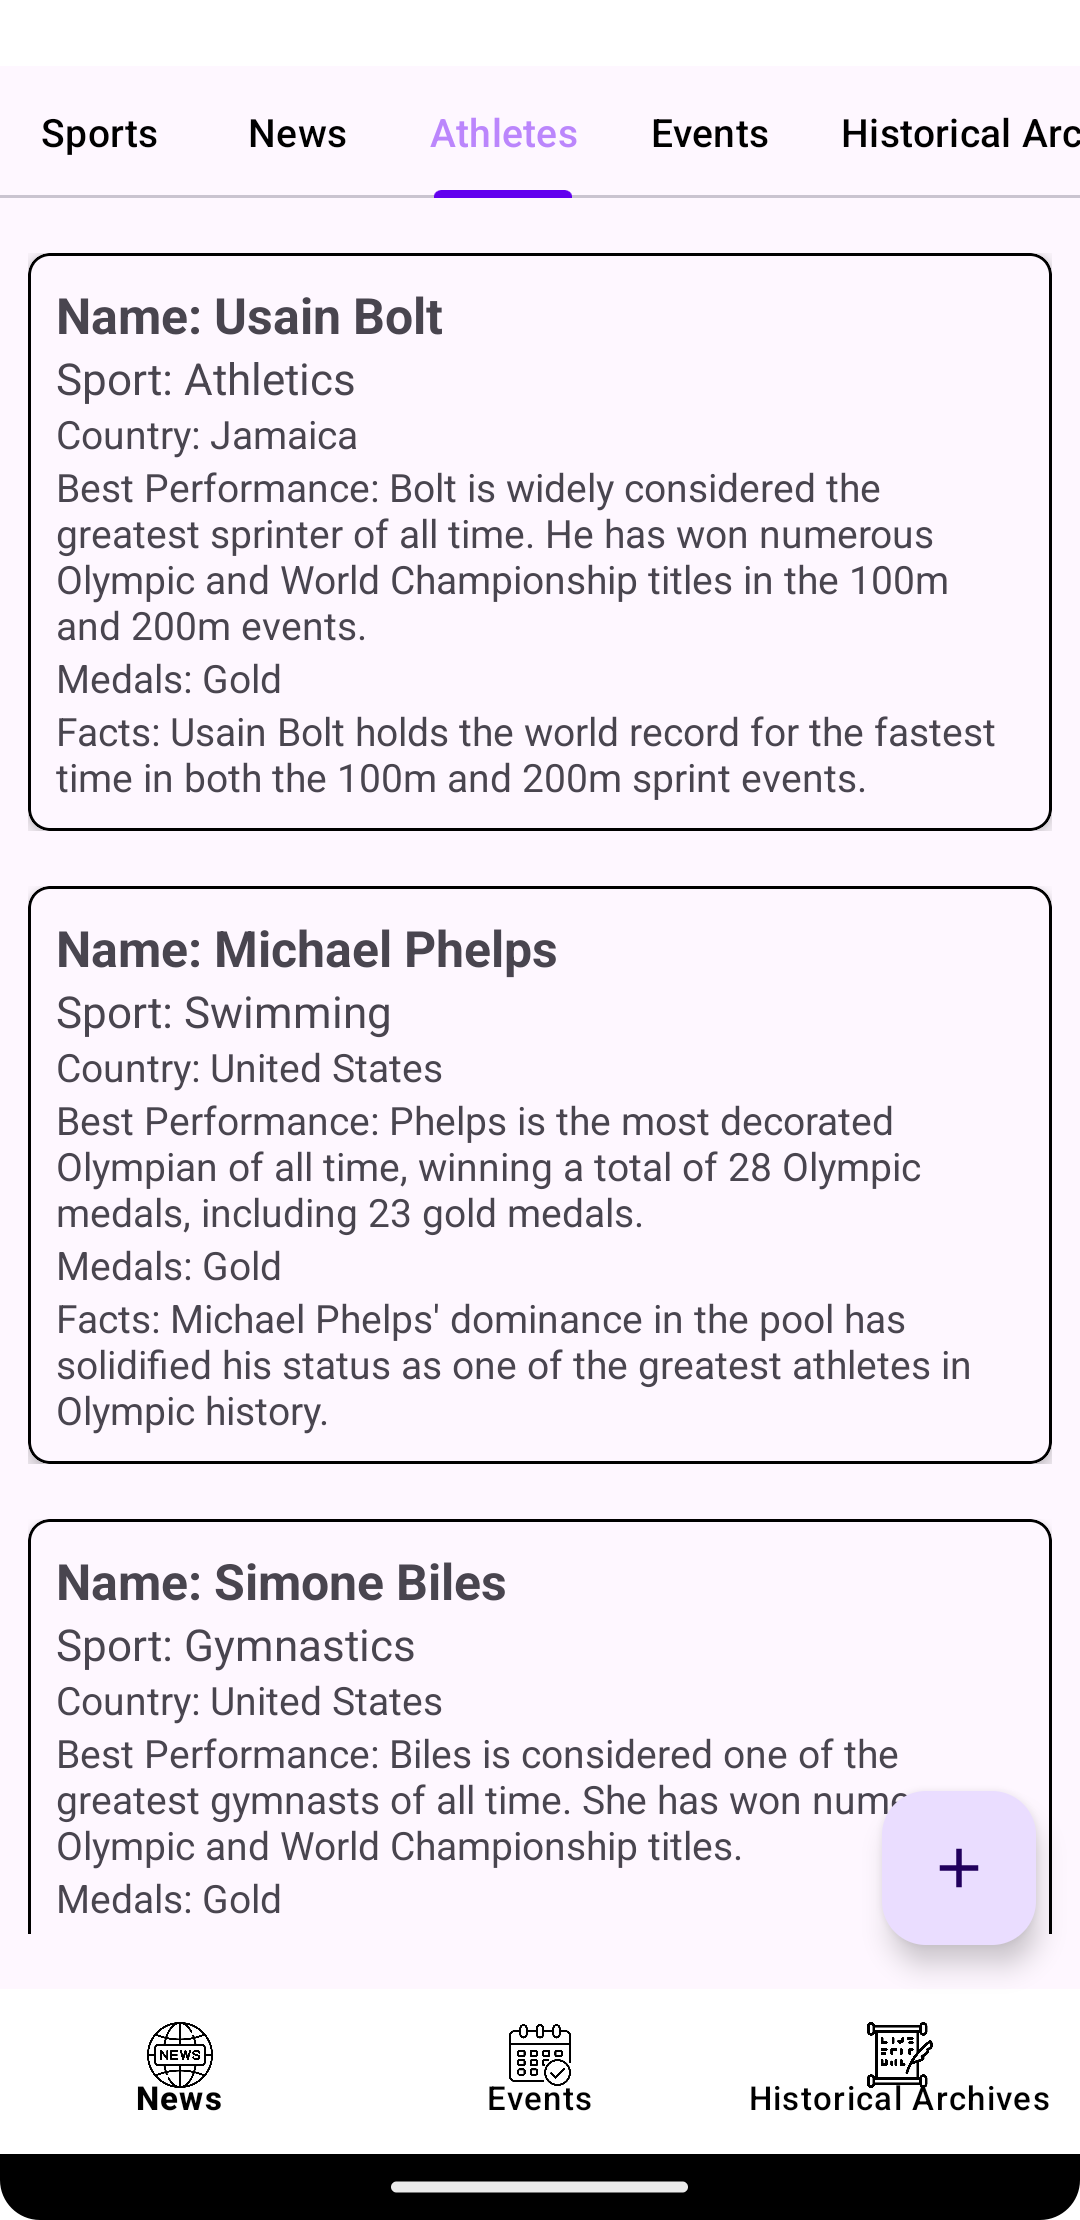 Sports News Athletes Events Historical Arc
Name: Usain Bolt
Sport: Athletics
Country: Jamaica
Best Performance: Bolt is widely considered the
greatest sprinter of all time. He has won numerous
Olympic and World Championship titles in the 100m
and 200m events.
Medals: Gold
Facts: Usain Bolt holds the world record for the fastest
time in both the 100m and 200m sprint events.
Name: Michael Phelps
Sport: Swimming
Country: United States
Best Performance: Phelps is the most decorated
Olympian of all time, winning a total of 28 Olympic
medals, including 23 gold medals.
Medals: Gold
Facts: Michael Phelps' dominance in the pool has
solidified his status as one of the greatest athletes in
Olympic history.
Name: Simone Biles
Sport: Gymnastics
Country: United States
Best Performance: Biles is considered one of the
greatest gymnasts of all time. She has won nume
Olympic and World Championship titles.
Medals: Gold
NEWS
News Events Historical Archives